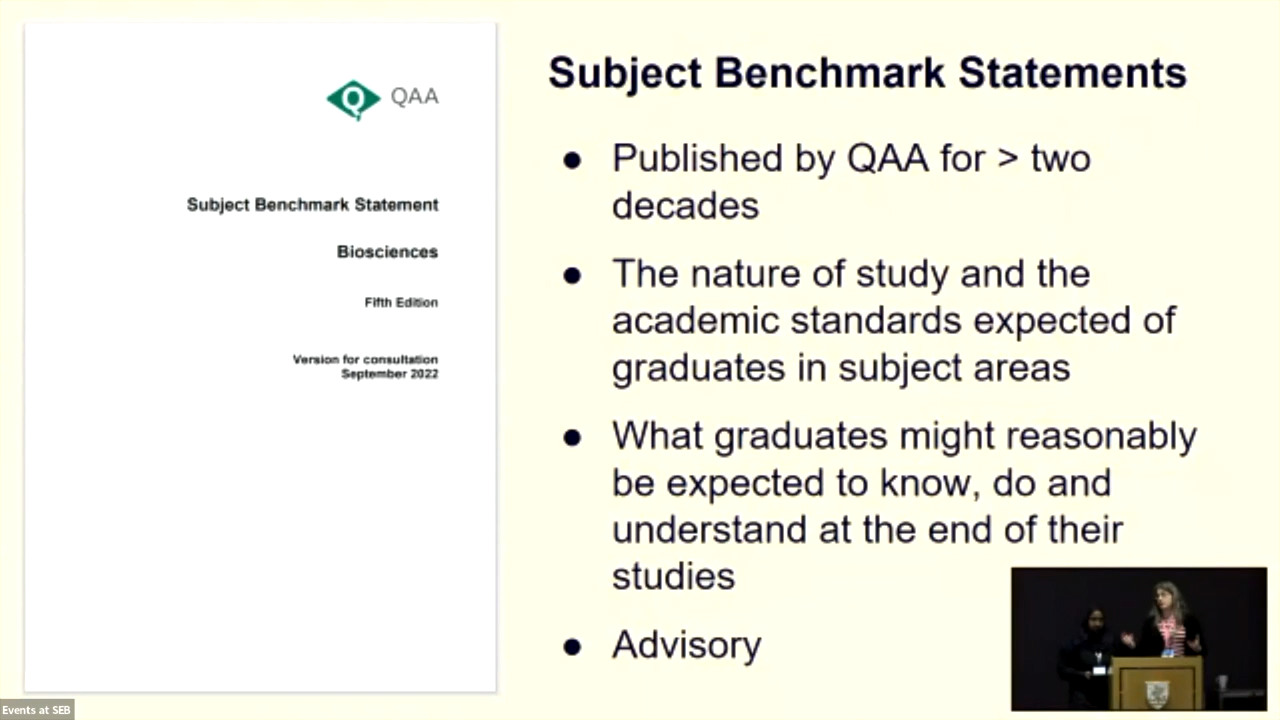 QAA
Subject Benchmark Statement
Biosciences
Fifth Edition
Version for consultation
September 2022
Subject Benchmark Statements
● Published by QAA for > two
decades
● The nature of study and the
academic standards expected of
graduates in subject areas
● What graduates might reasonably
be expected to know, do and
understand at the end of their
studies
● Advisory
Events at SEB